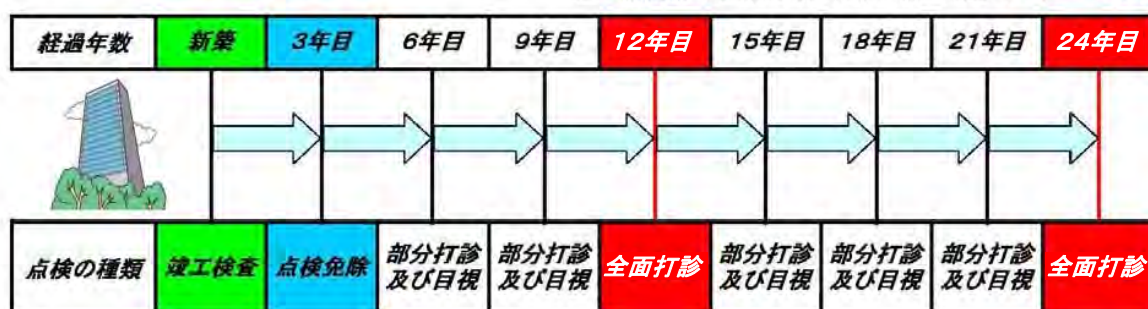 経過年数 新築 3年目 6年目 9年目 12年目 15年目 18年目 21年目 24年目
点検の種類 竣工検査 点検免除 部分打診及び目視 部分打診及び目視 全面打診 部分打診及び目視 部分打診及び目視 部分打診及び目視 全面打診